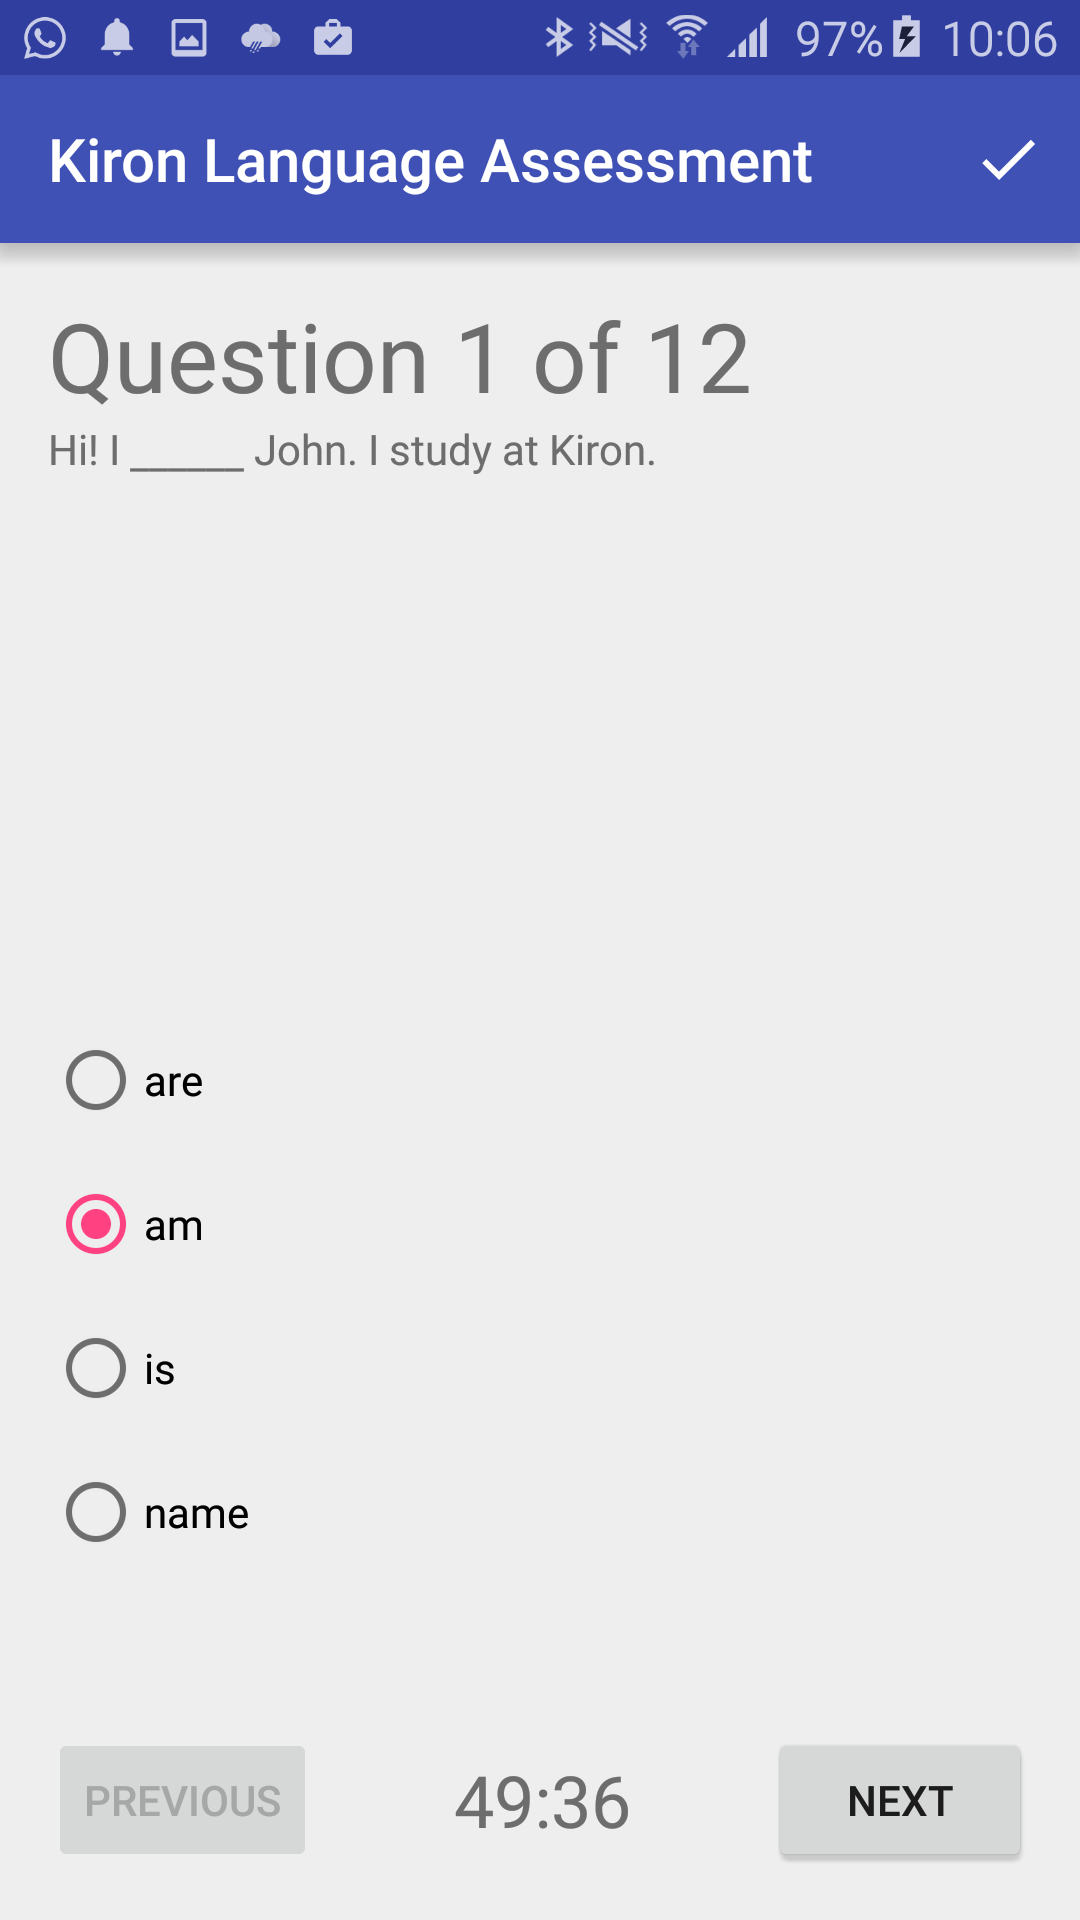 97% 10:06
Kiron Language Assessment
Question 1 of 12
Hi! I ______ John. I study at Kiron.
are
am
is
name
PREVIOUS 49:36 NEXT